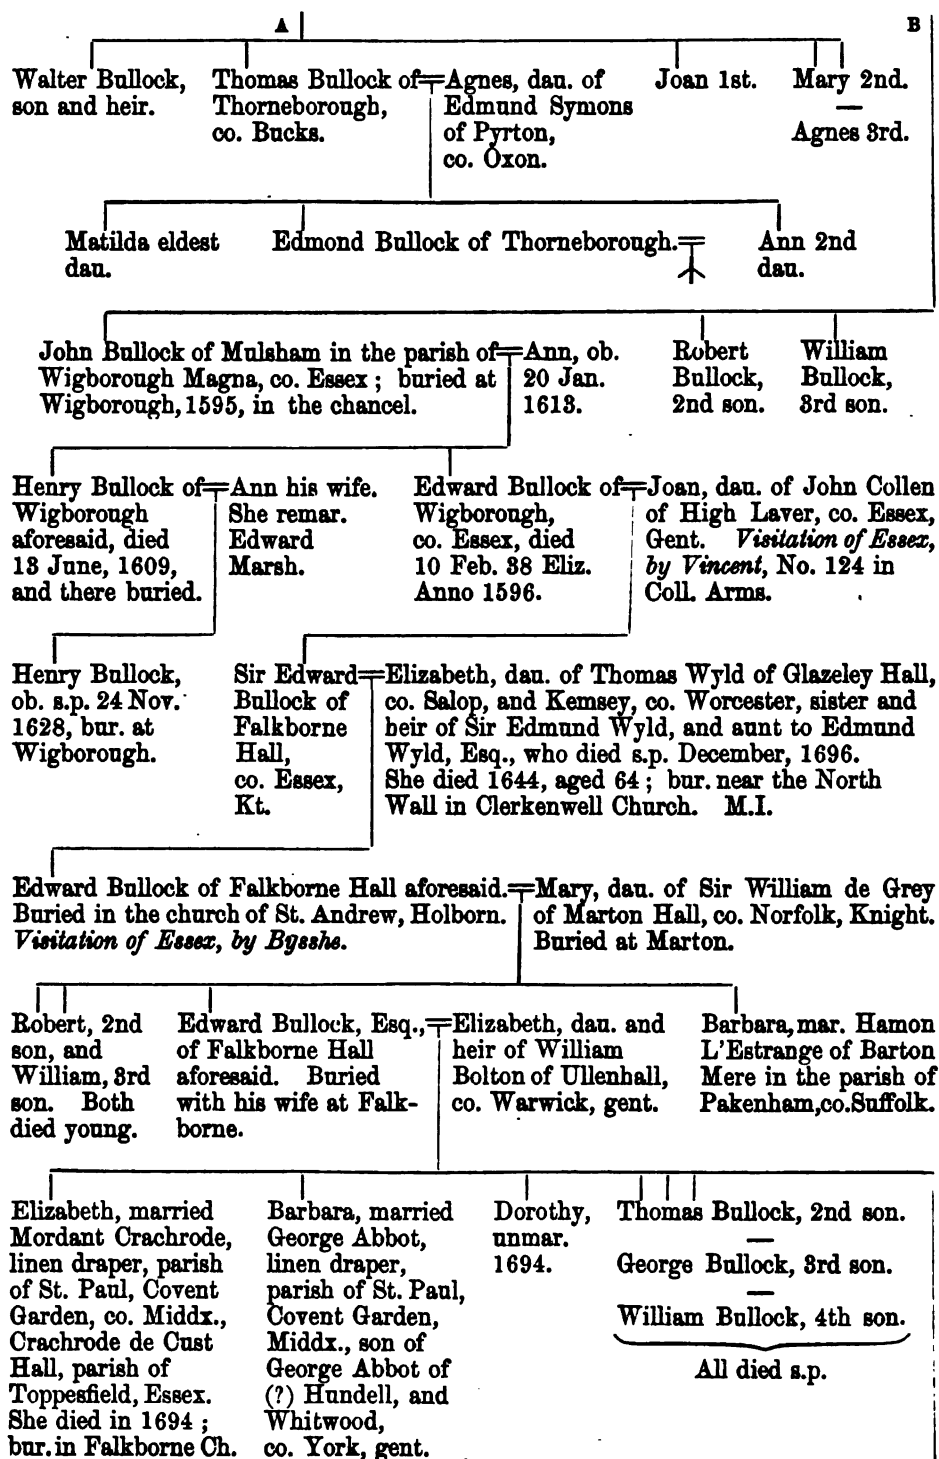 A
B
Walter Bullock,
son and heir.
Thomas Bullock of
Thorneborough,
co. Bucks.
Agnes, dau. of
Edmund Symons
of Pyrton,
co. Oxon.
Joan 1st.
Mary 2nd.
—
Agnes 3rd.
Matilda eldest
dau.
Edmond Bullock of Thorneborough.
Ann 2nd
dau.
John Bullock of Mulsham in the parish of
Wigborough Magna, co. Essex ; buried at
Wigborough, 1595, in the chancel.
Ann, ob.
20 Jan.
1613.
Robert
Bullock,
2nd son.
William
Bullock,
3rd son.
Henry Bullock of
Wigborough
aforesaid, died
13 June, 1609,
and there buried.
Ann his wife.
She remar.
Edward
Marsh.
Edward Bullock of
Wigborough,
co. Essex, died
10 Feb. 38 Eliz.
Anno 1596.
Joan, dau. of John Collen
of High Laver, co. Essex,
Gent. Visitation of Essex,
by Vincent, No. 124 in
Coll. Arms.
Henry Bullock,
ob. s.p. 24 Nov.
1628, bur. at
Wigborough.
Sir Edward
Bullock of
Falkborne
Hall,
co. Essex,
Kt.
Elizabeth, dau. of Thomas Wyld of Glazeley Hall,
co. Salop, and Kemsey, co. Worcester, sister and
heir of Sir Edmund Wyld, and aunt to Edmund
Wyld, Esq., who died s.p. December, 1696.
She died 1644, aged 64 ; bur. near the North
Wall in Clerkenwell Church. M.I.
Edward Bullock of Falkborne Hall aforesaid.
Buried in the church of St. Andrew, Holborn.
Visitation of Essex, by Bysshe.
Mary, dau. of Sir William de Grey
of Marton Hall, co. Norfolk, Knight.
Buried at Marton.
Robert, 2nd
son, and
William, 3rd
son. Both
died young.
Edward Bullock, Esq.,
of Falkborne Hall
aforesaid. Buried
with his wife at Falk-
borne.
Elizabeth, dau. and
heir of William
Bolton of Ullenhall,
co. Warwick, gent.
Barbara, mar. Hamon
L'Estrange of Barton
Mere in the parish of
Pakenham, co. Suffolk.
Elizabeth, married
Mordant Crachrode,
linen draper, parish
of St. Paul, Covent
Garden, co. Middx.,
Crachrode de Cust
Hall, parish of
Toppesfield, Essex.
She died in 1694 ;
bur. in Falkborne Ch.
Barbara, married
George Abbot,
linen draper,
parish of St. Paul,
Covent Garden,
Middx., son of
George Abbot of
(?) Hundell, and
Whitwood,
co. York, gent.
Dorothy,
unmar.
1694.
Thomas Bullock, 2nd son.
—
George Bullock, 3rd son.
—
William Bullock, 4th son.
All died s.p.